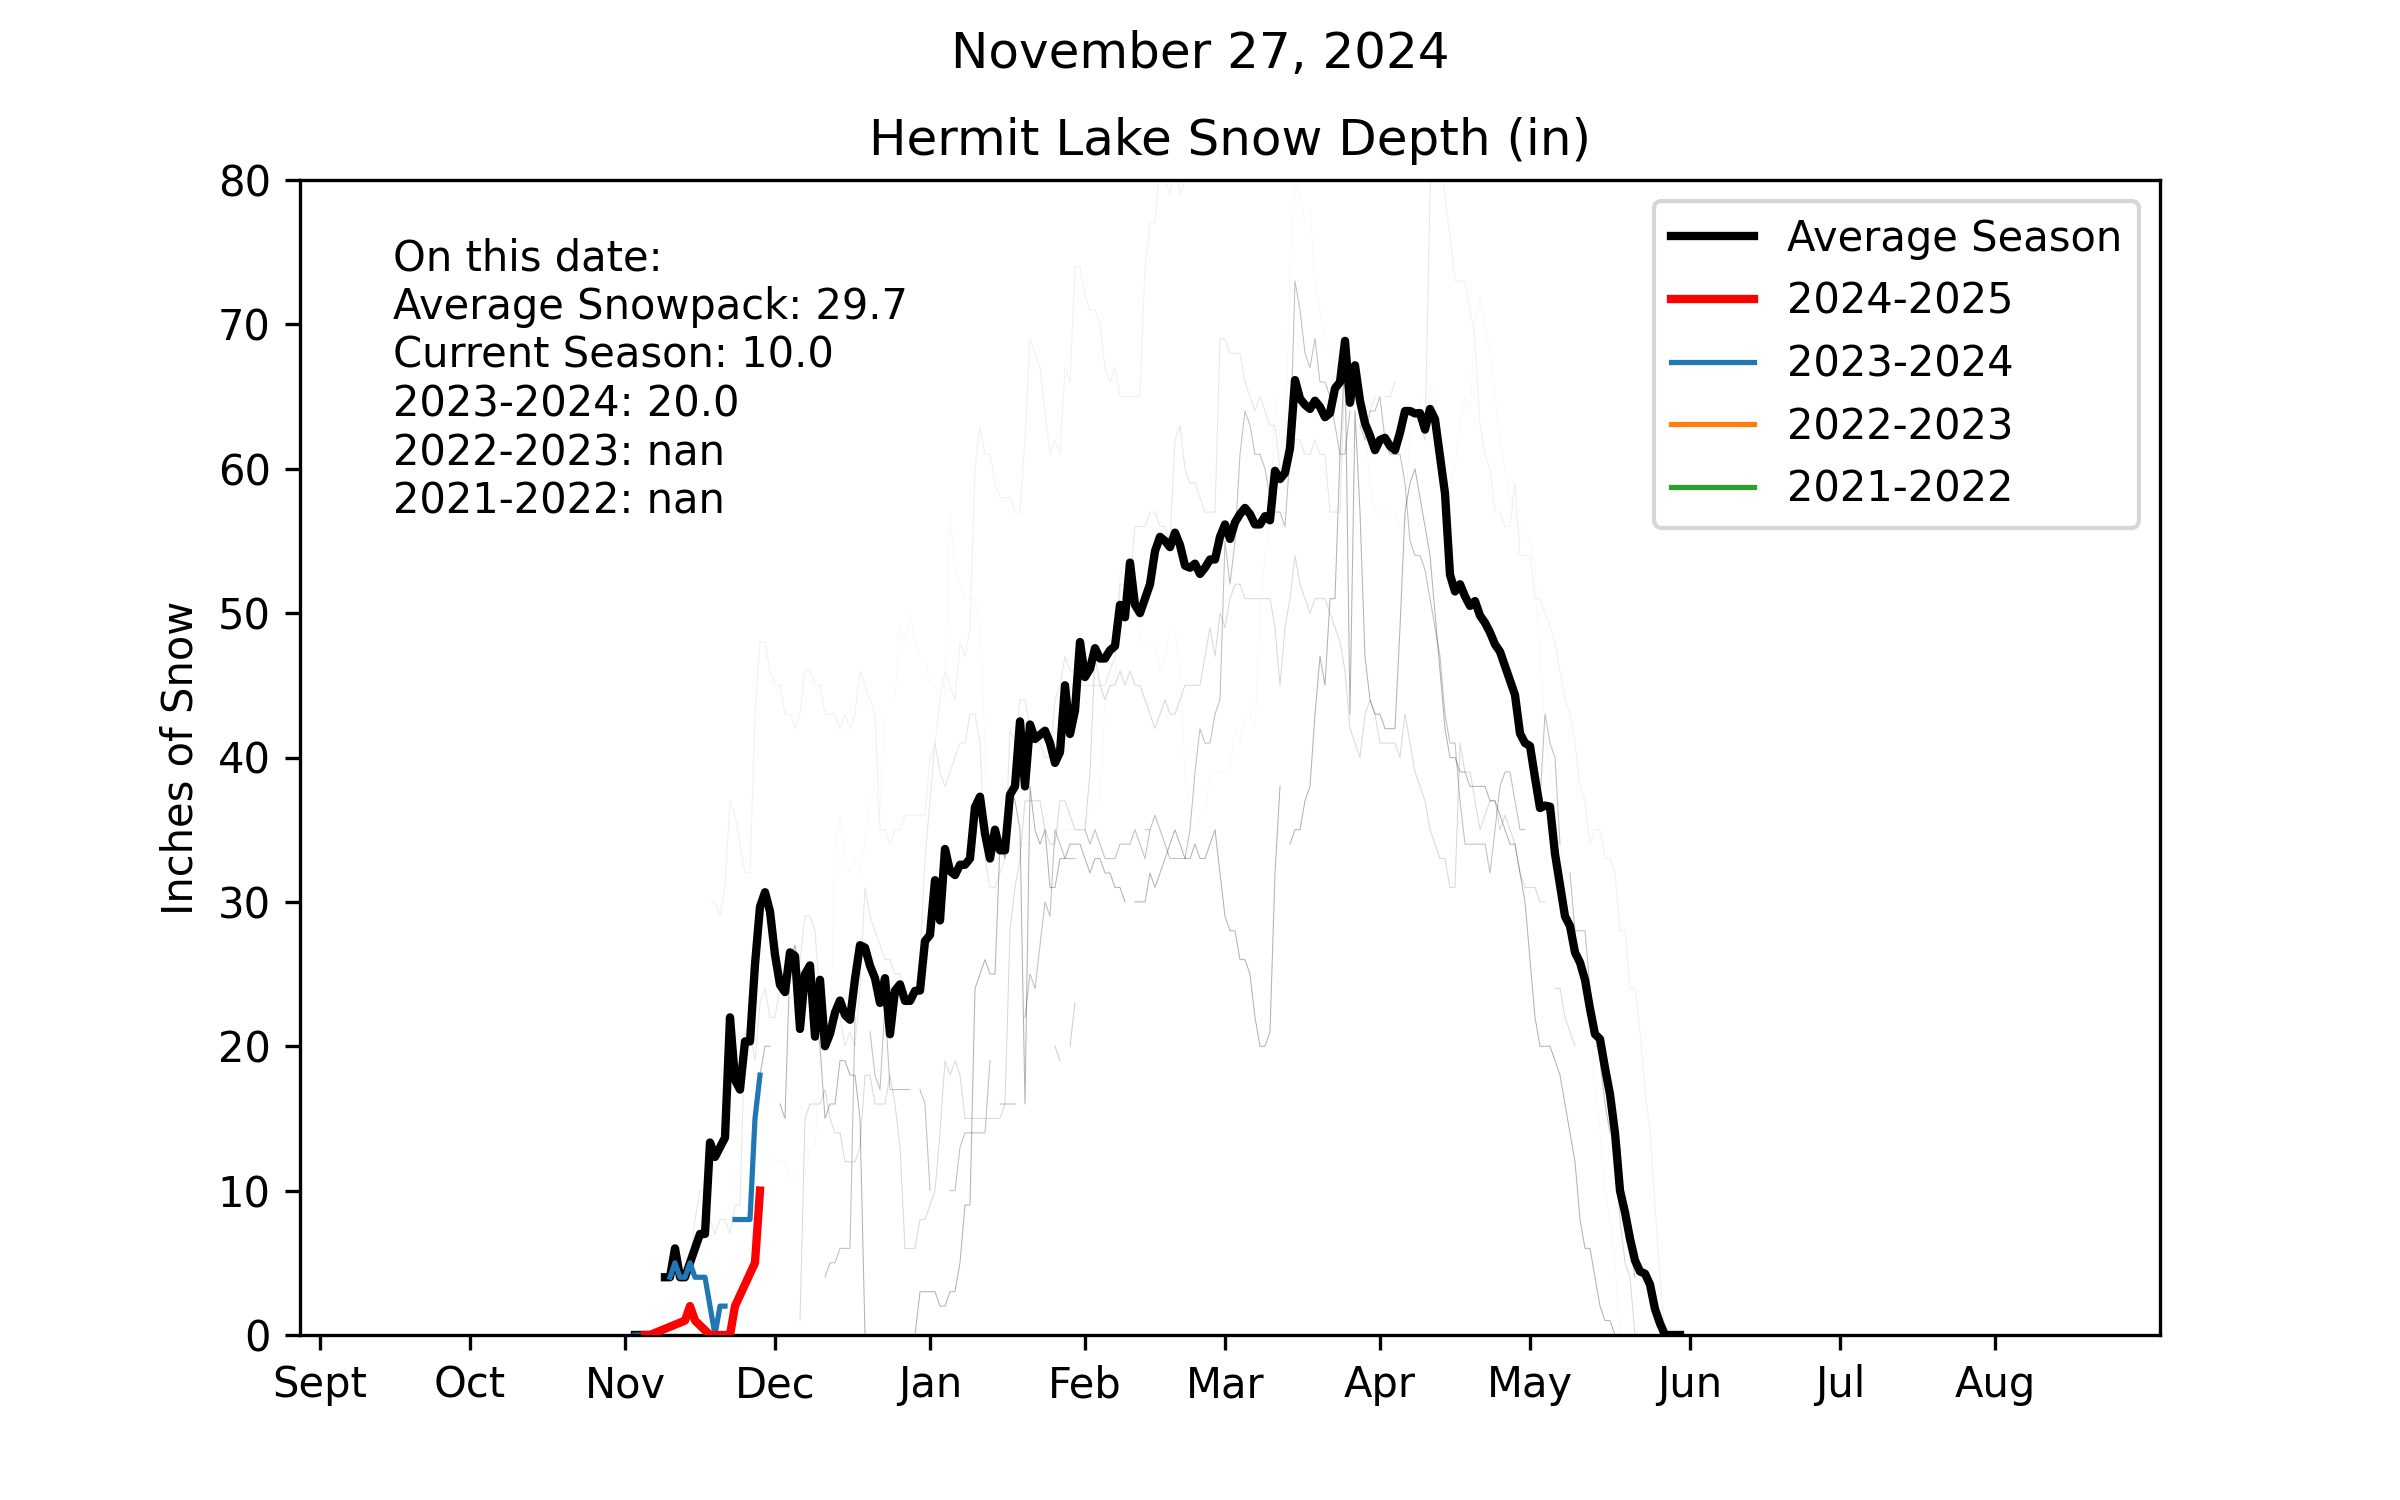 November 27, 2024
Hermit Lake Snow Depth (in)
On this date:
Average Snowpack: 29.7
Current Season: 10.0
2023-2024: 20.0
2022-2023: nan
2021-2022: nan
Average Season
2024-2025
2023-2024
2022-2023
2021-2022
Inches of Snow
80
70
60
50
40
30
20
10
0
Sept Oct Nov Dec Jan Feb Mar Apr May Jun Jul Aug